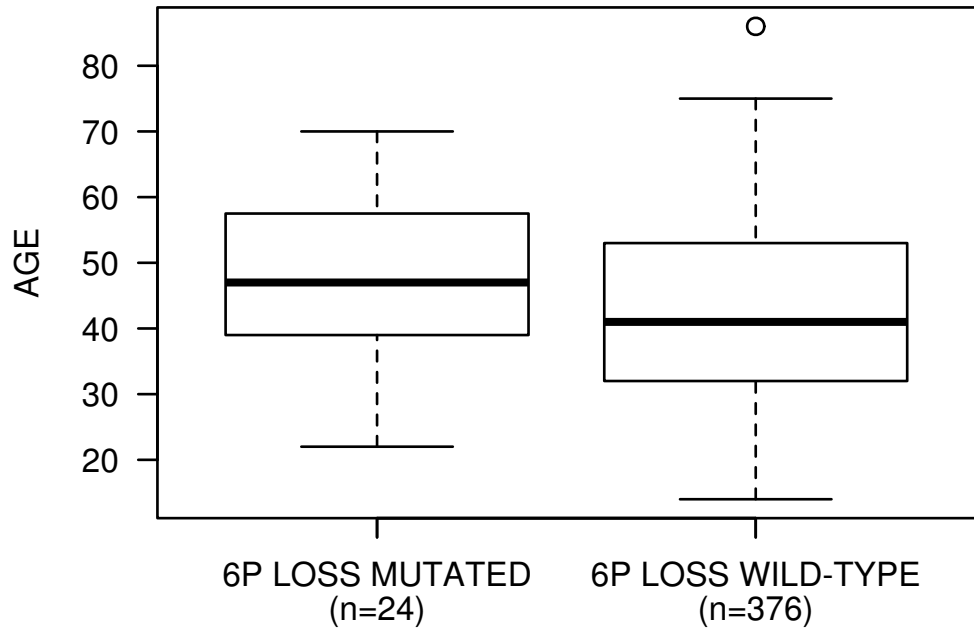 AGE
80
70
60
50
40
30
20
6P LOSS MUTATED
(n=24)
6P LOSS WILD-TYPE
(n=376)